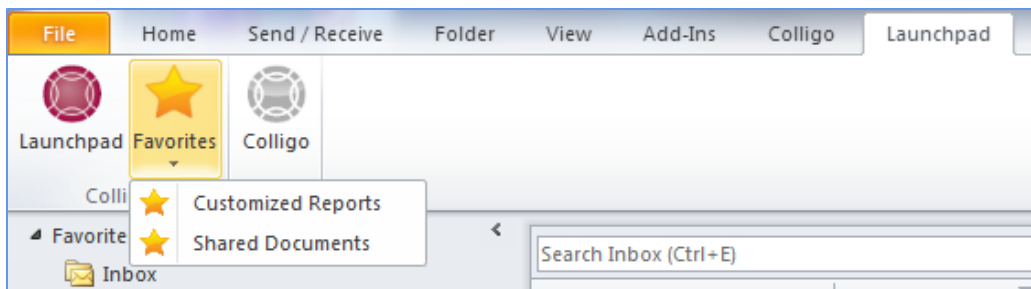 File Home Send / Receive Folder View Add-Ins Colligo Launchpad
Launchpad Favorites Colligo
Colli
Customized Reports
Favorite
Shared Documents
Search Inbox (Ctrl+E)
Inbox